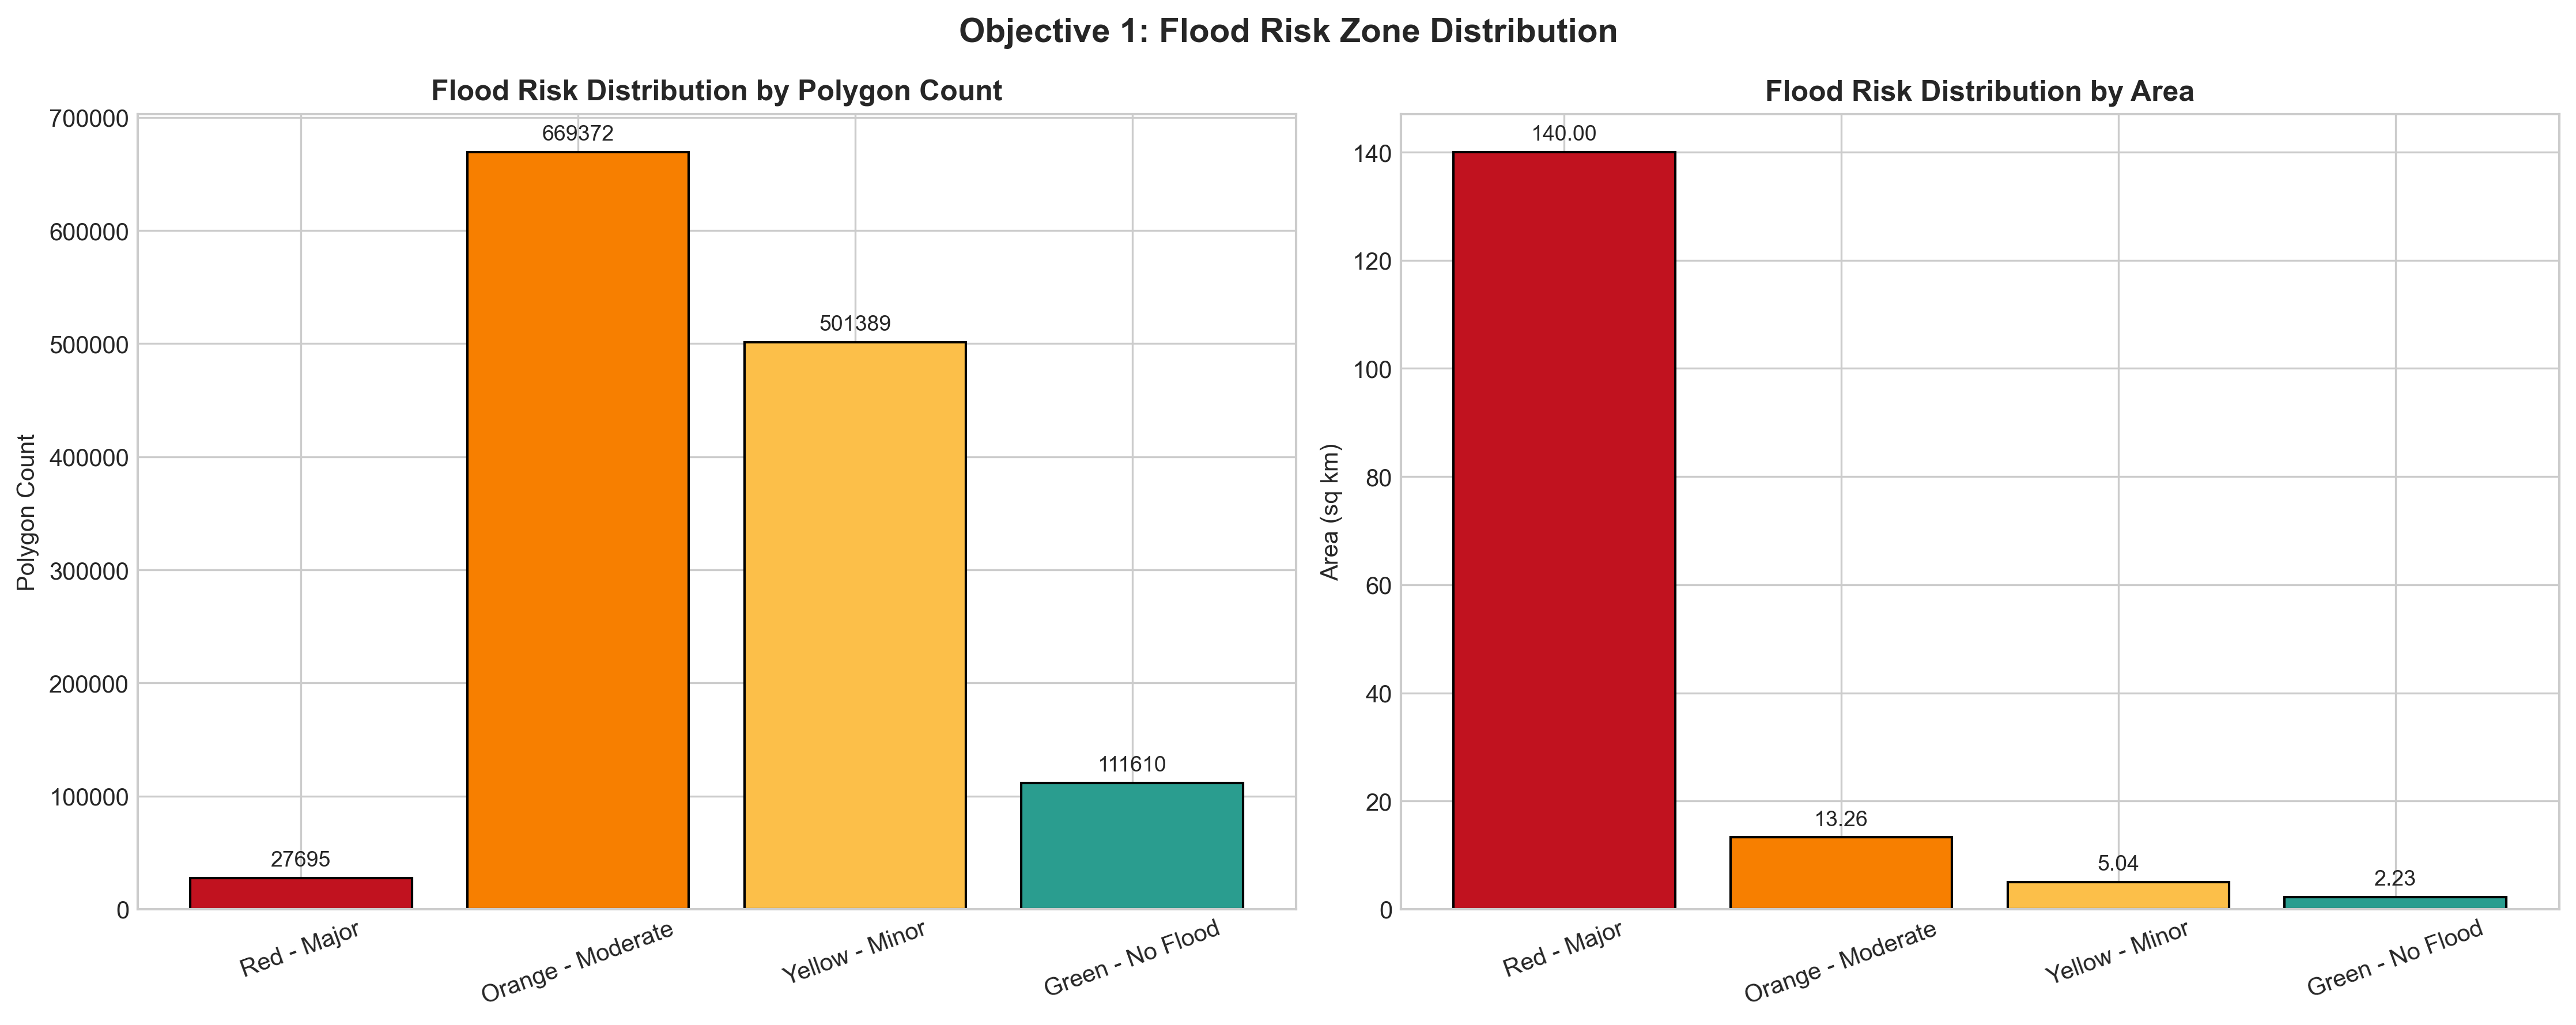 Objective 1: Flood Risk Zone Distribution
Flood Risk Distribution by Polygon Count
Polygon Count
700000
600000
500000
400000
300000
200000
100000
0
27695
669372
501389
111610
Red - Major
Orange - Moderate
Yellow - Minor
Green - No Flood
Flood Risk Distribution by Area
Area (sq km)
140
120
100
80
60
40
20
0
140.00
13.26
5.04
2.23
Red - Major
Orange - Moderate
Yellow - Minor
Green - No Flood